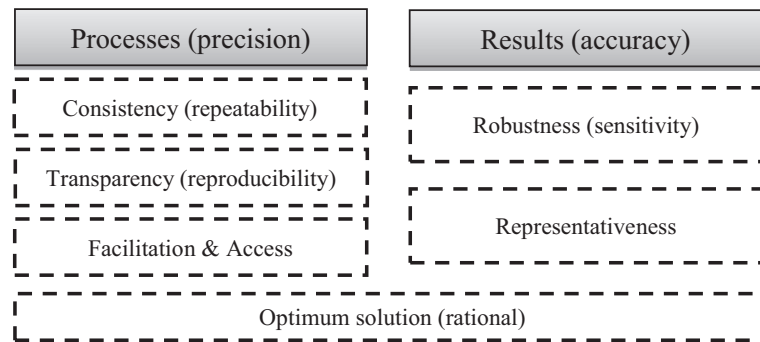 Processes (precision)
Consistency (repeatability)
Transparency (reproducibility)
Facilitation & Access
Results (accuracy)
Robustness (sensitivity)
Representativeness
Optimum solution (rational)